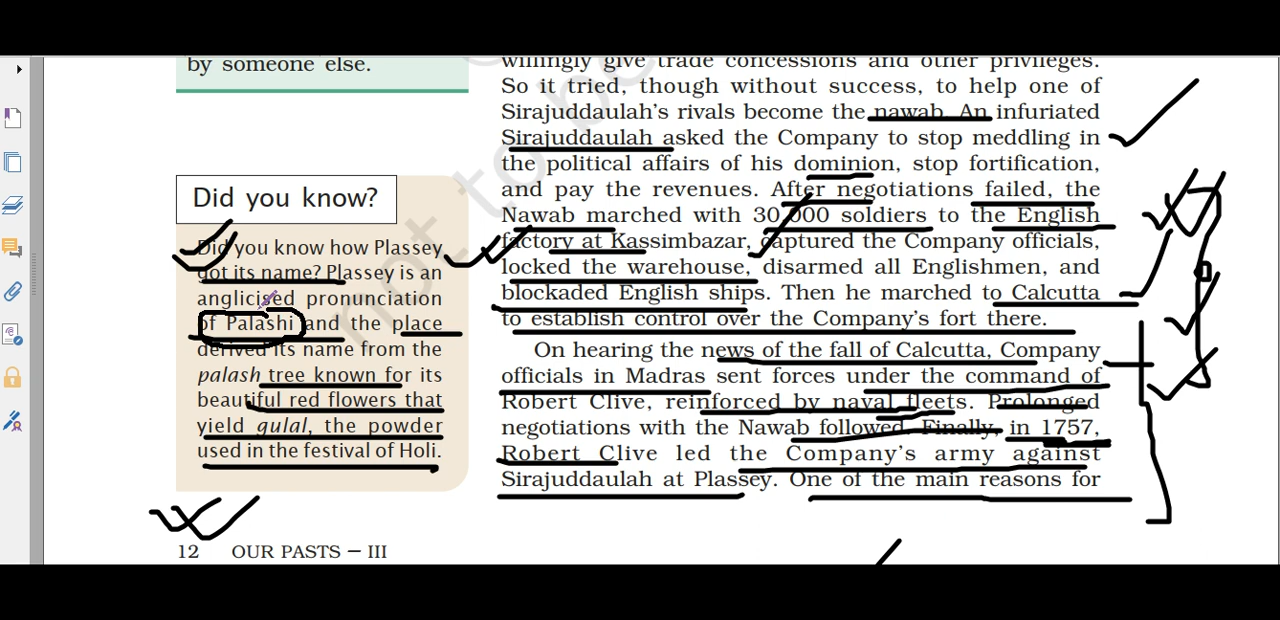 by someone else.
Did you know?
Did you know how Plassey
got its name? Plassey is an
anglicised pronunciation
of Palashi and the place
derived its name from the
palash tree known for its
beautiful red flowers that
yield gulal, the powder
used in the festival of Holi.
12 OUR PASTS – III
willingly give trade concessions and other privileges.
So it tried, though without success, to help one of
Sirajuddaulah's rivals become the nawab. An infuriated
Sirajuddaulah asked the Company to stop meddling in
the political affairs of his dominion, stop fortification,
and pay the revenues. After negotiations failed, the
Nawab marched with 30,000 soldiers to the English
factory at Kassimbazar, captured the Company officials,
locked the warehouse, disarmed all Englishmen, and
blockaded English ships. Then he marched to Calcutta
to establish control over the Company's fort there.
On hearing the news of the fall of Calcutta, Company
officials in Madras sent forces under the command of
Robert Clive, reinforced by naval fleets. Prolonged
negotiations with the Nawab followed. Finally, in 1757,
Robert Clive led the Company's army against
Sirajuddaulah at Plassey. One of the main reasons for
not to be